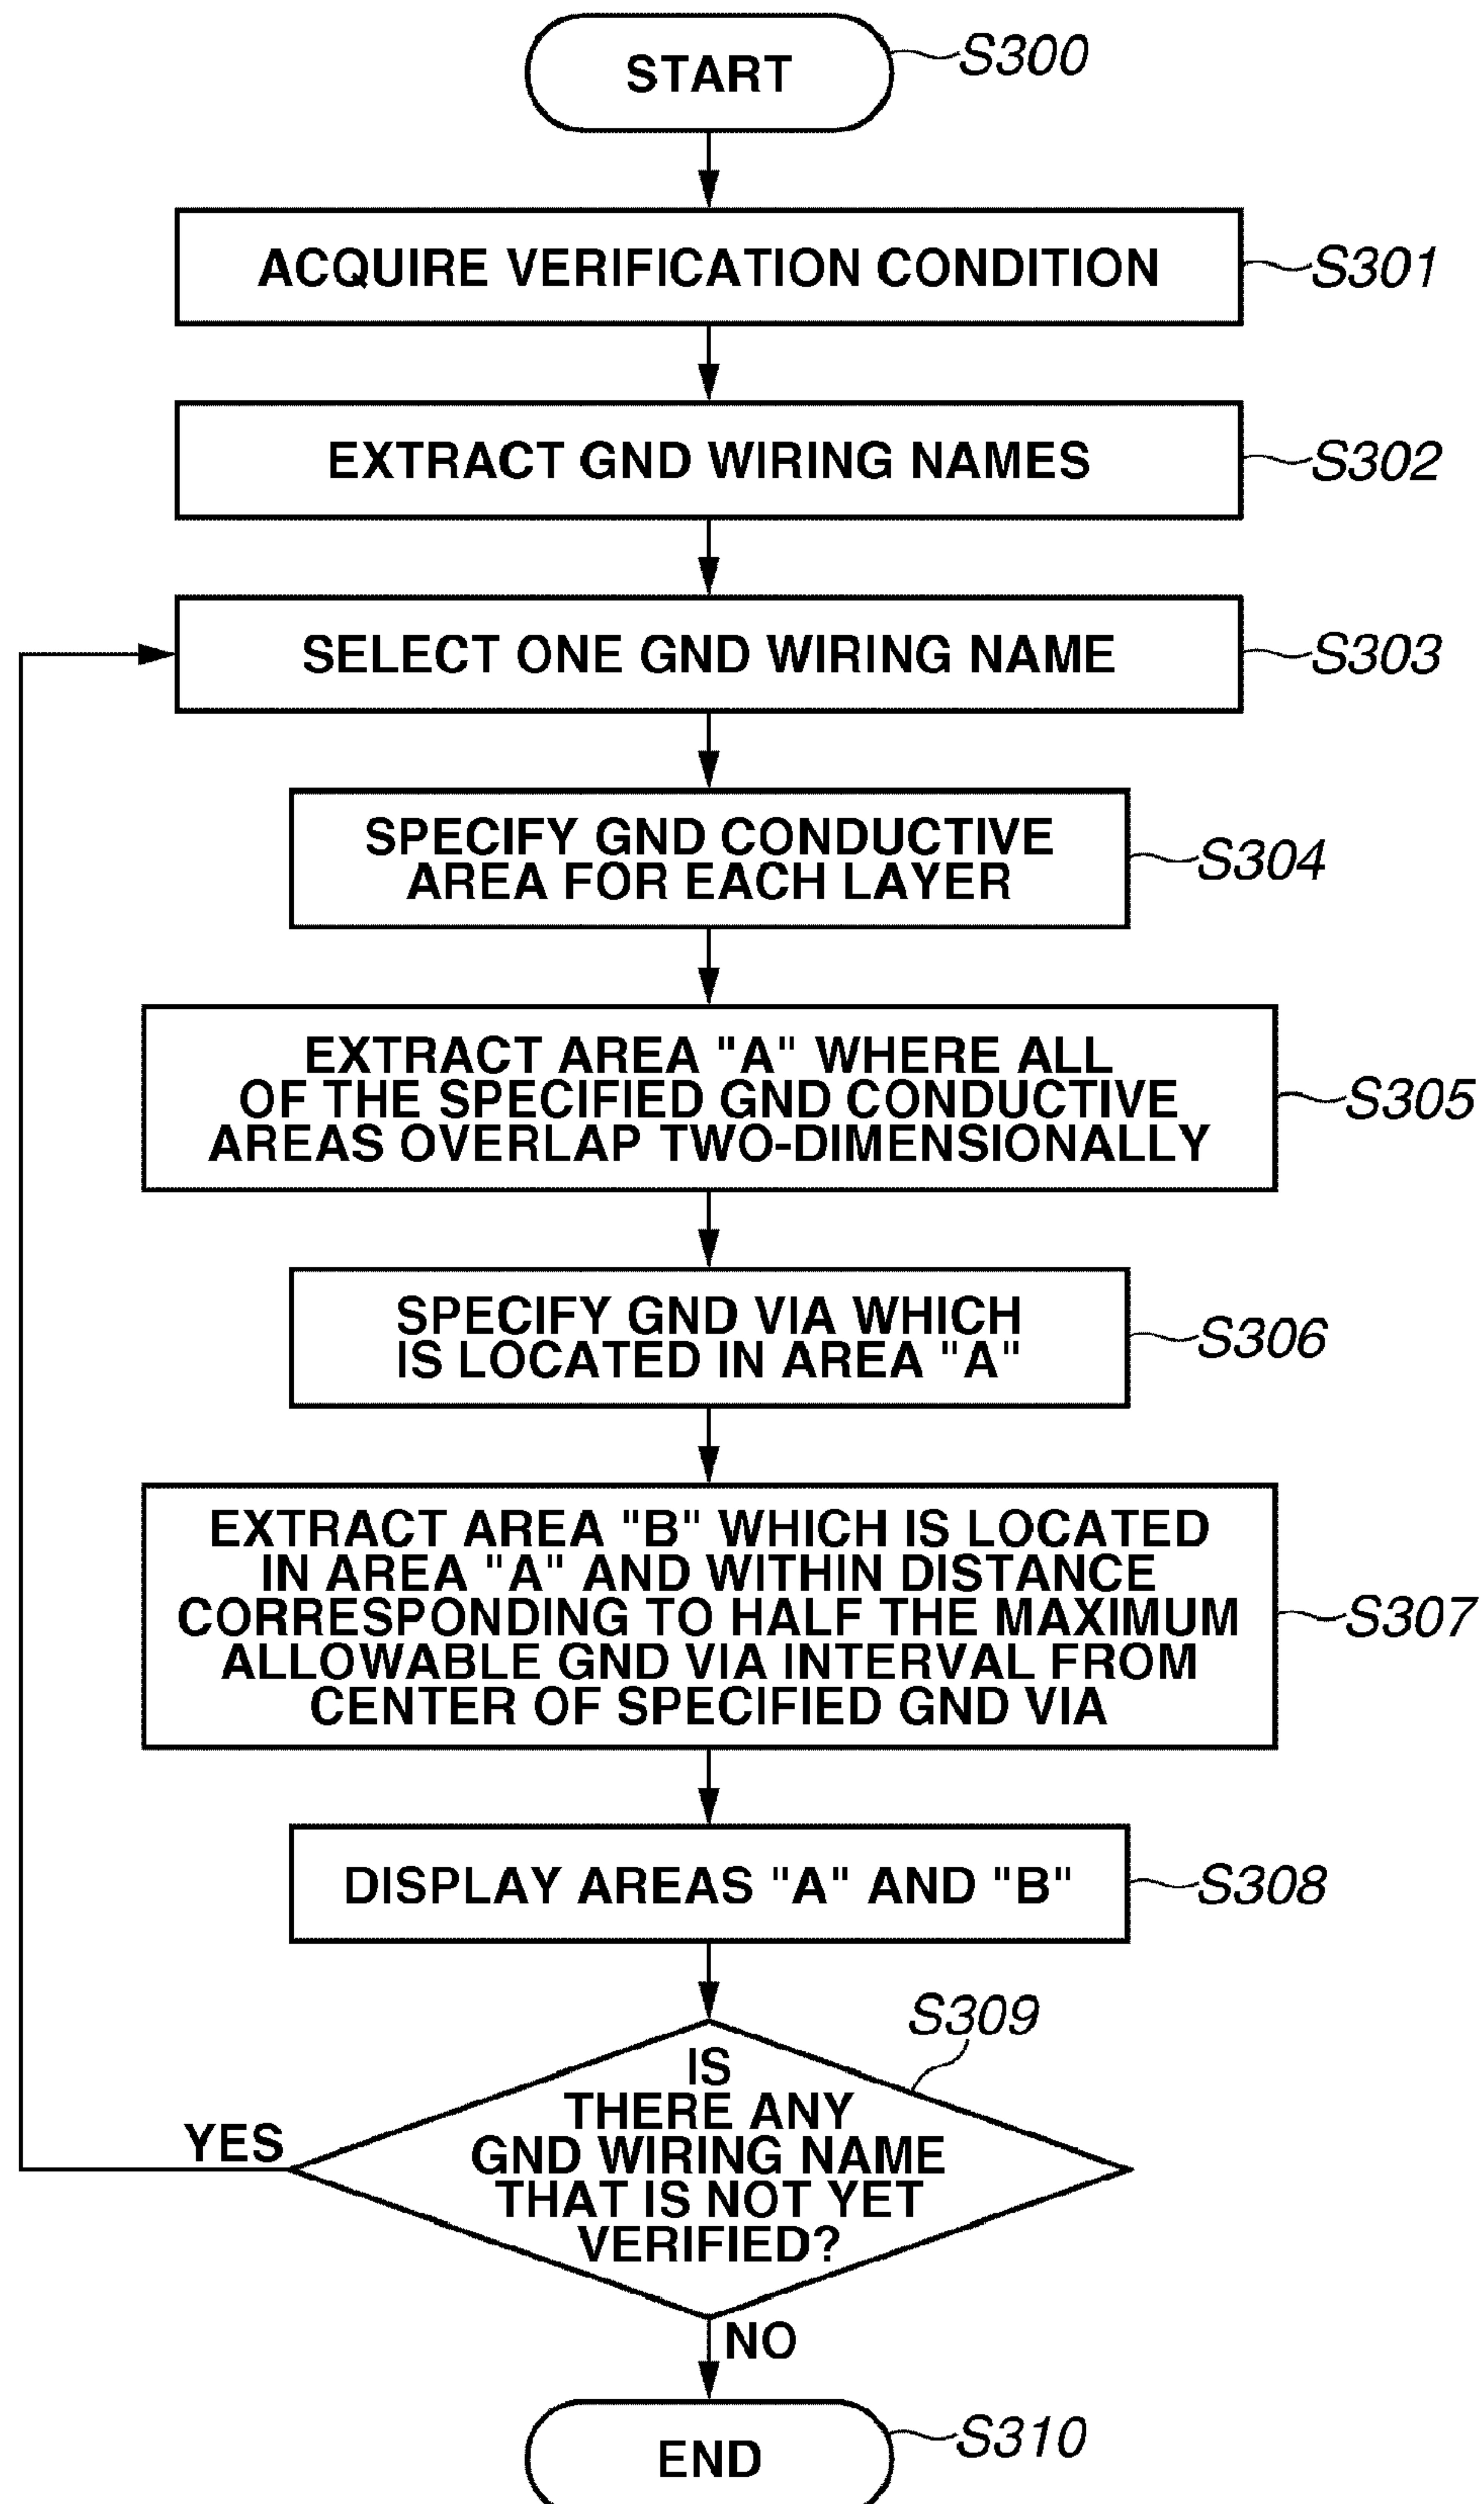 START
S300
ACQUIRE VERIFICATION CONDITION
S301
EXTRACT GND WIRING NAMES
S302
SELECT ONE GND WIRING NAME
S303
SPECIFY GND CONDUCTIVE
AREA FOR EACH LAYER
S304
EXTRACT AREA "A" WHERE ALL
OF THE SPECIFIED GND CONDUCTIVE
AREAS OVERLAP TWO-DIMENSIONALLY
S305
SPECIFY GND VIA WHICH
IS LOCATED IN AREA "A"
S306
EXTRACT AREA "B" WHICH IS LOCATED
IN AREA "A" AND WITHIN DISTANCE
CORRESPONDING TO HALF THE MAXIMUM
ALLOWABLE GND VIA INTERVAL FROM
CENTER OF SPECIFIED GND VIA
S307
DISPLAY AREAS "A" AND "B"
S308
S309
IS
THERE ANY
GND WIRING NAME
THAT IS NOT YET
VERIFIED?
YES
NO
END
S310